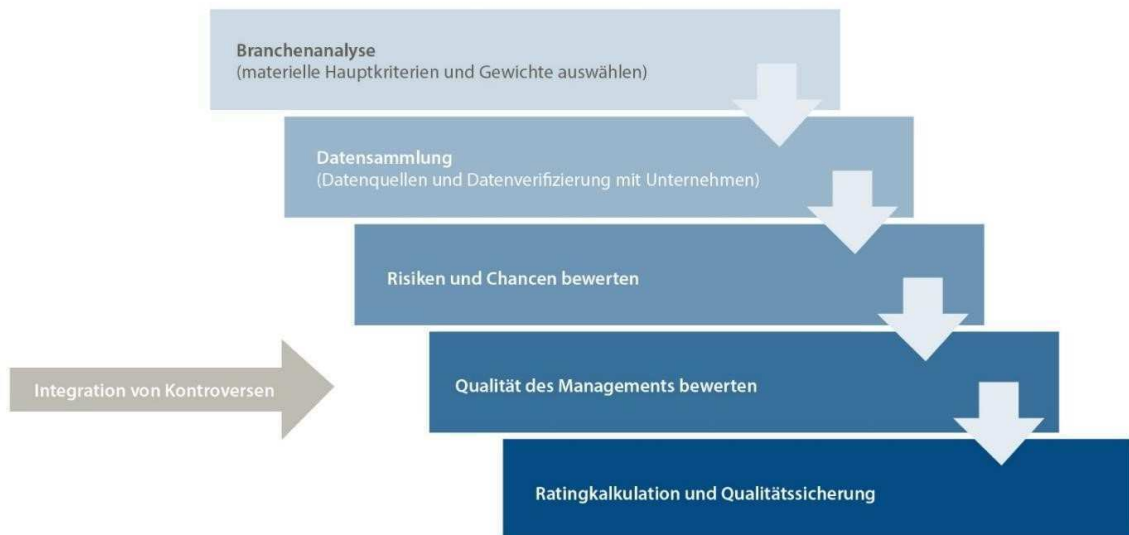 Branchenanalyse
(materielle Hauptkriterien und Gewichte auswählen)
Datensammlung
(Datenquellen und Datenverifizierung mit Unternehmen)
Risiken und Chancen bewerten
Integration von Kontroversen
Qualität des Managements bewerten
Ratingkalkulation und Qualitätssicherung